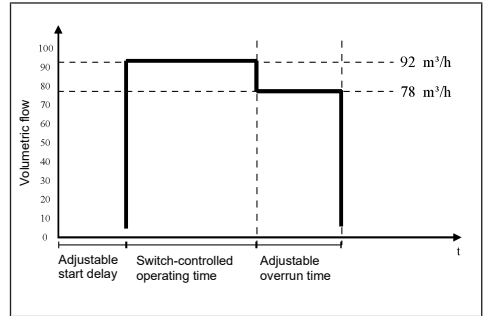 100
90
80
70
60
50
40
30
20
10
0
Volumetric flow
92 m³/h
78 m³/h
t
Adjustable
start delay
Switch-controlled
operating time
Adjustable
overrun time